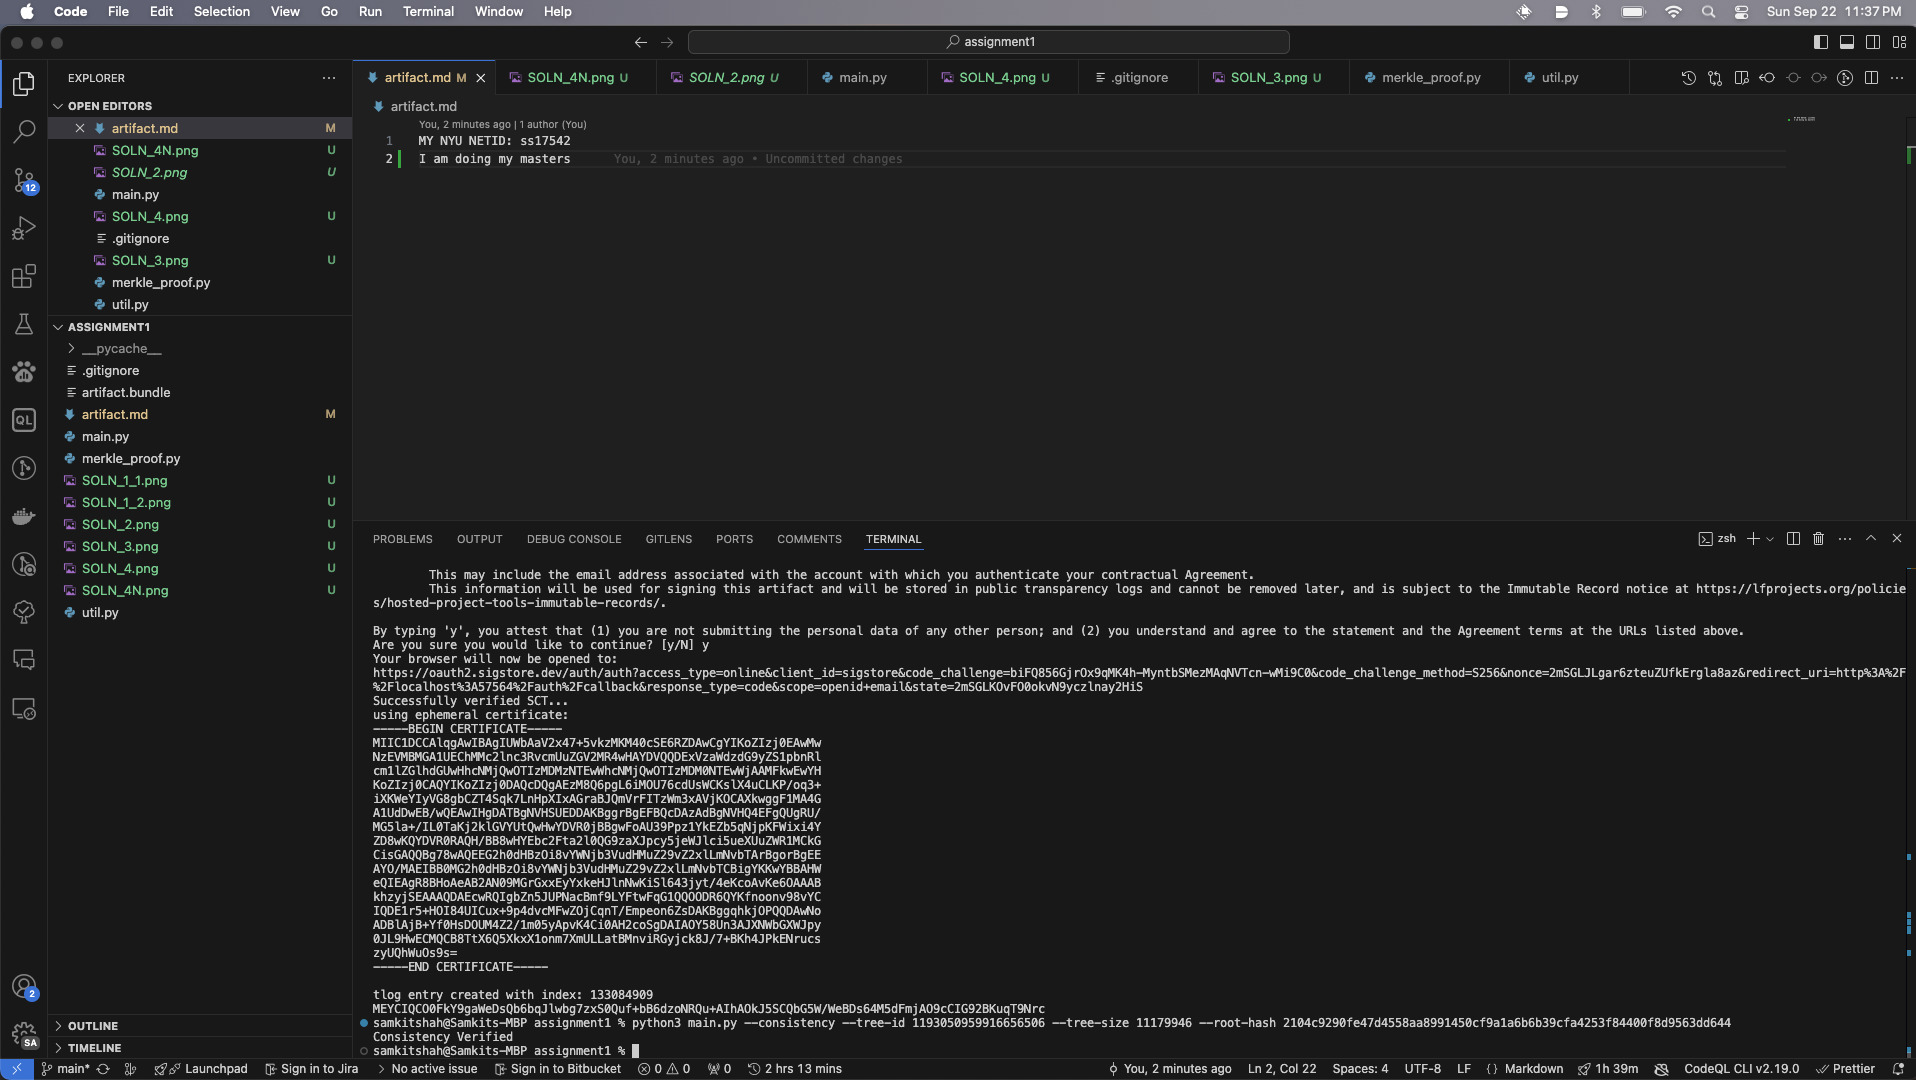 Code File Edit Selection View Go Run Terminal Window Help Sun Sep 22 11:37 PM
assignment1
EXPLORER
OPEN EDITORS
artifact.md M
SOLN_4N.png U
SOLN_2.png U
main.py
SOLN_4.png U
.gitignore
SOLN_3.png U
merkle_proof.py
util.py
ASSIGNMENT1
__pycache__
.gitignore
artifact.bundle
artifact.md M
main.py
merkle_proof.py
SOLN_1_1.png U
SOLN_1_2.png U
SOLN_2.png U
SOLN_3.png U
SOLN_4.png U
SOLN_4N.png U
util.py
OUTLINE
TIMELINE
12
QL
2
SA
artifact.md M SOLN_4N.png U SOLN_2.png U main.py SOLN_4.png U .gitignore SOLN_3.png U merkle_proof.py util.py
artifact.md
You, 2 minutes ago | 1 author (You)
1 MY NYU NETID: ss17542
2 I am doing my masters You, 2 minutes ago • Uncommitted changes
PROBLEMS OUTPUT DEBUG CONSOLE GITLENS PORTS COMMENTS TERMINAL zsh
This may include the email address associated with the account with which you authenticate your contractual Agreement.
This information will be used for signing this artifact and will be stored in public transparency logs and cannot be removed later, and is subject to the Immutable Record notice at https://lfprojects.org/policie
s/hosted-project-tools-immutable-records/.
By typing 'y', you attest that (1) you are not submitting the personal data of any other person; and (2) you understand and agree to the statement and the Agreement terms at the URLs listed above.
Are you sure you would like to continue? [y/N] y
Your browser will now be opened to:
https://oauth2.sigstore.dev/auth/auth?access_type=online&client_id=sigstore&code_challenge=biFQ856GjrOx9qMK4h-MyntbSMezMAqNVTcn-wMi9C0&code_challenge_method=S256&nonce=2mSGLJLgar6zteuZUfkErgla8az&redirect_uri=http%3A%2F
%2Flocalhost%3A57564%2Fauth%2Fcallback&response_type=code&scope=openid+email&state=2mSGLKOvFO0okvN9yczlnay2HiS
Successfully verified SCT...
using ephemeral certificate:
-----BEGIN CERTIFICATE-----
MIIC1DCCAlqgAwIBAgIUWbAaV2x47+5vkzMKM40cSE6RZDAwCgYIKoZIzj0EAwMw
NzEVMBMGA1UEChMMc2lnc3RvcmUuZGV2MR4wHAYDVQQDExVzaWdzdG9yZS1pbnRl
cm1lZGlhdGUwHhcNMjQwOTIzMDMzNTEwWhcNMjQwOTIzMDM0NTEwWjAAMFkwEwYH
KoZIzj0CAQYIKoZIzj0DAQcDQgAEzM8Q6pgL6iMOU76cdUsWCKslX4uCLKP/oq3+
iXKWeYIyVG8gbCZT4Sqk7LnHpXIxAGraBJQmVrFITzWm3xAVjKOCAXkwggF1MA4G
A1UdDwEB/wQEAwIHgDATBgNVHSUEDDAKBggrBgEFBQcDAzAdBgNVHQ4EFgQUgRU/
MG5la+/IL0TaKj2klGVYUtQwHwYDVR0jBBgwFoAU39Ppz1YkEZb5qNjpKFWixi4Y
ZD8wKQYDVR0RAQH/BB8wHYEbc2Fta2l0QG9zaXJpcy5jeWJlci5ueXUuZWR1MCkG
CisGAQQBg78wAQEEG2h0dHBzOi8vYWNjb3VudHMuZ29vZ2xlLmNvbTArBgorBgEE
AYO/MAEIBB0MG2h0dHBzOi8vYWNjb3VudHMuZ29vZ2xlLmNvbTCBigYKKwYBBAHW
eQIEAgR8BHoAeAB2AN09MGrGxxEyYxkeHJlnNwKiSl643jyt/4eKcoAvKe6OAAAB
khzyjSEAAAQDAEcwRQIgbZn5JUPNacBmf9LYFtwFqG1QQOODR6QYKfnoonv98vYC
IQDE1r5+HOI84UICux+9p4dvcMFwZOjCqnT/Empeon6ZsDAKBggqhkjOPQQDAwNo
ADBlAjB+Yf0HsDOUM4Z2/1m05yApvK4Ci0AH2coSgDAIAOY58Un3AJXNWbGXWJpy
0JL9HwECMQCB8TtX6Q5XkxX1onm7XmULLatBMnviRGyjck8J/7+BKh4JPkENrucs
zyUQhWuOs9s=
-----END CERTIFICATE-----
tlog entry created with index: 133084909
MEYCIQCO0FkY9gaWeDsQb6bqJlwbg7zxS0Quf+bB6dzoNRQu+AIhAOkJ5SCQbG5W/WeBDs64M5dFmjAO9cCIG92BKuqT9Nrc
samkitshah@Samkits-MBP assignment1 % python3 main.py --consistency --tree-id 1193050959916656506 --tree-size 11179946 --root-hash 2104c9290fe47d4558aa8991450cf9a1a6b6b39cfa4253f84400f8d9563dd644
Consistency Verified
samkitshah@Samkits-MBP assignment1 %
main* Launchpad Sign in to Jira No active issue Sign in to Bitbucket 0 0 0 2 hrs 13 mins You, 2 minutes ago Ln 2, Col 22 Spaces: 4 UTF-8 LF {} Markdown 1h 39m CodeQL CLI v2.19.0 Prettier